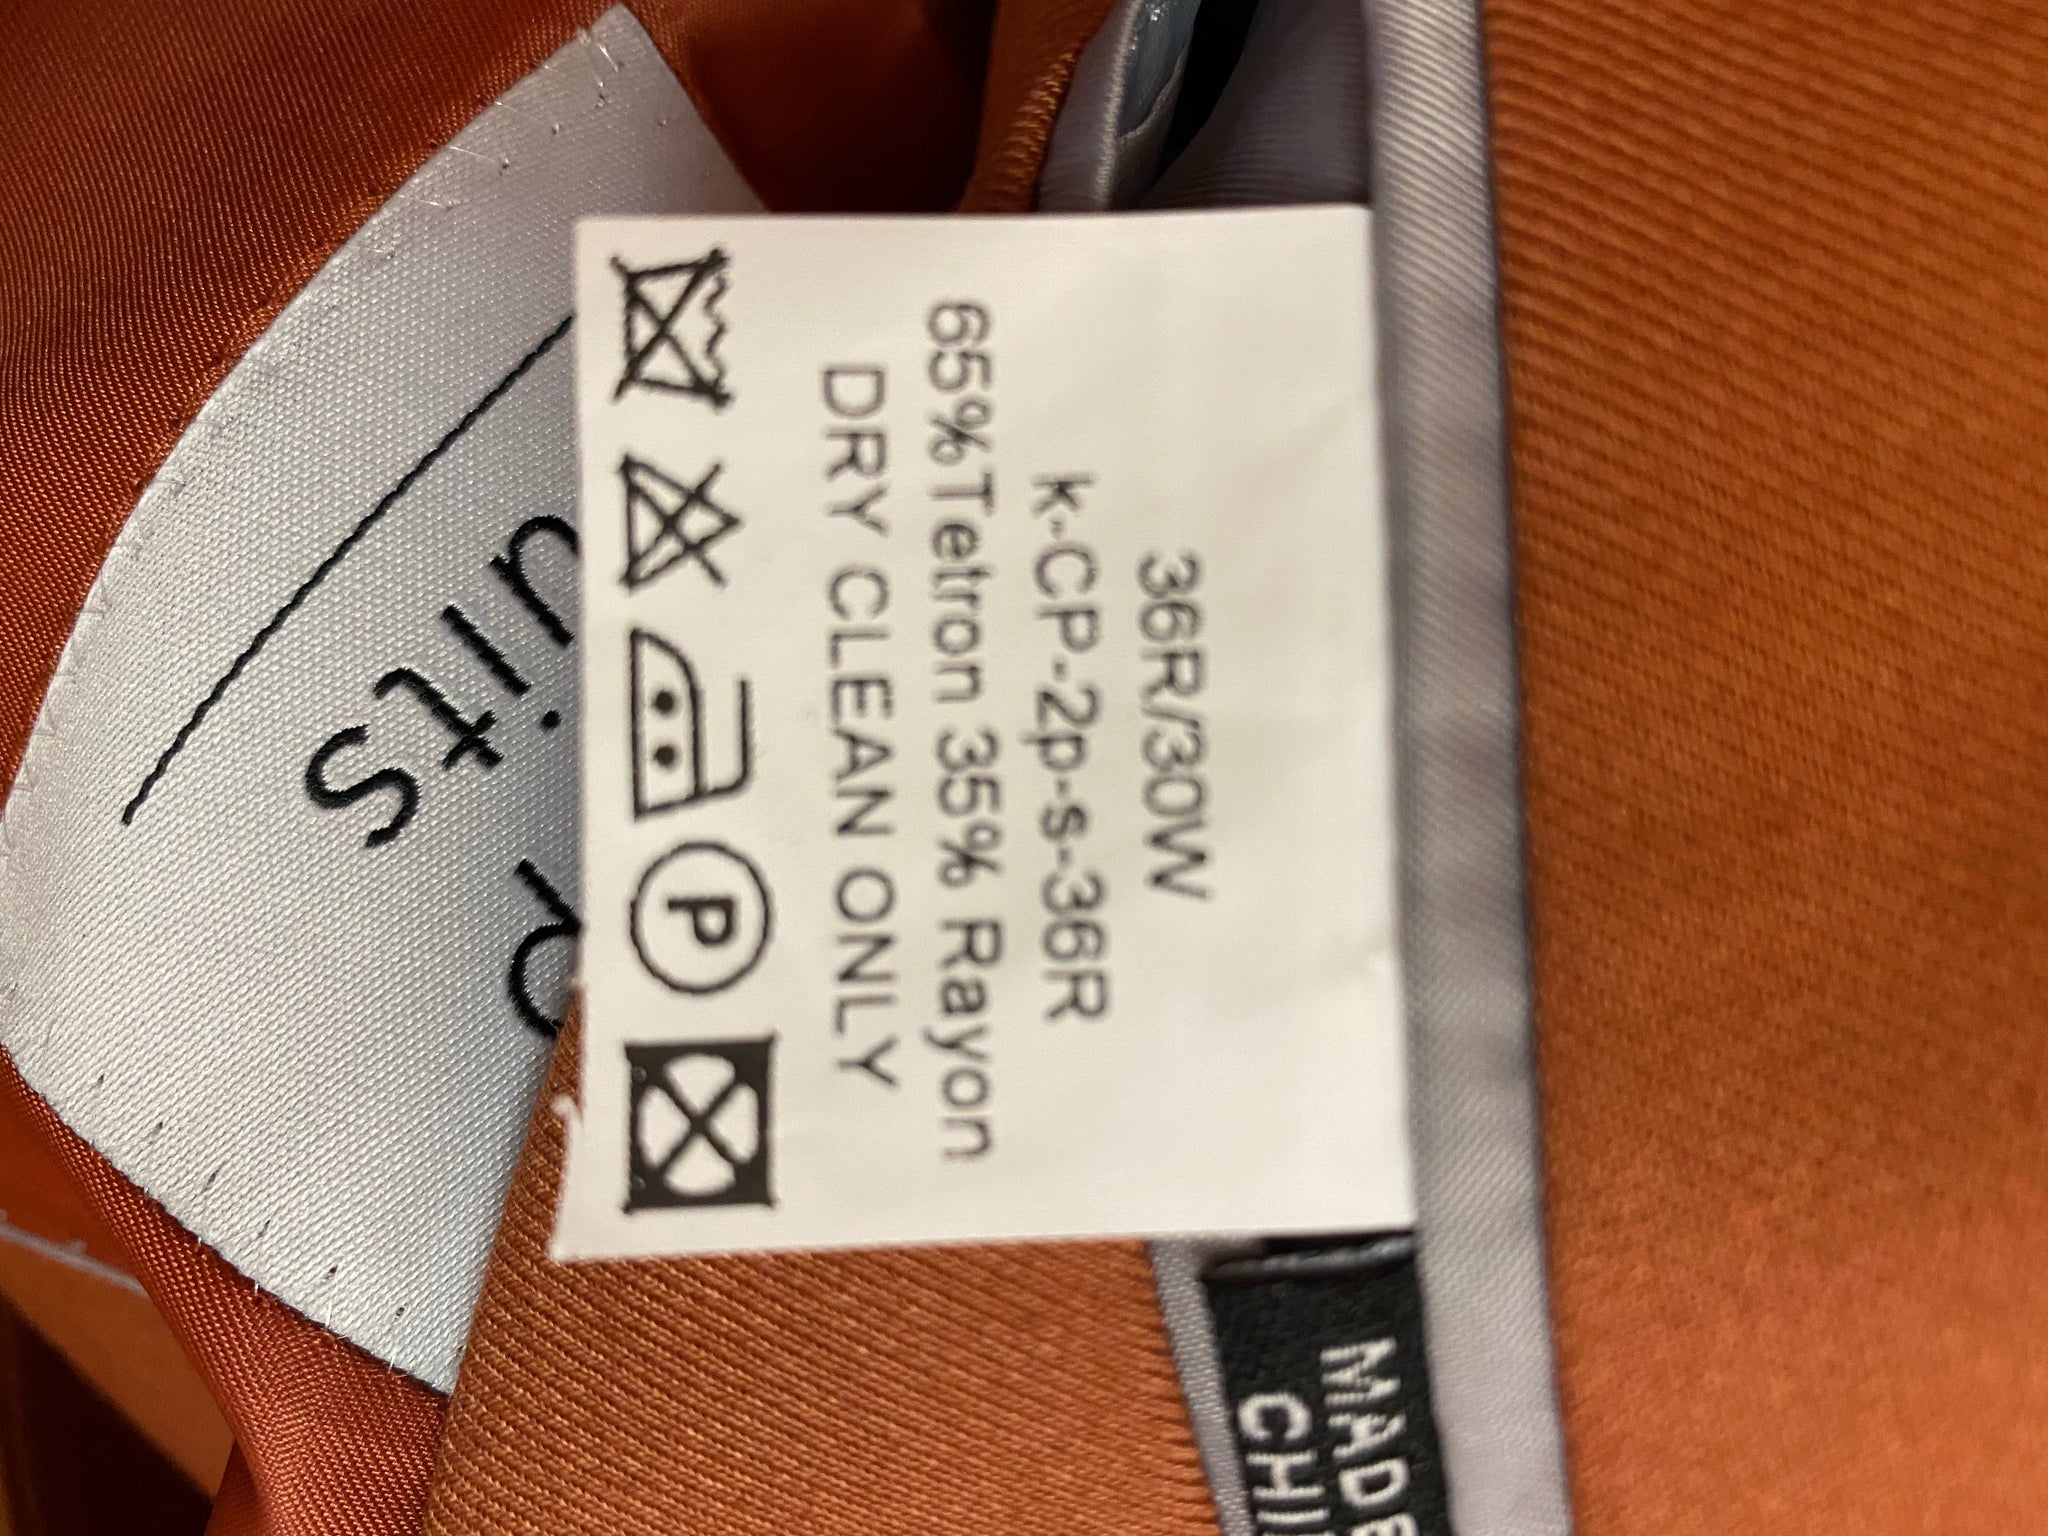 36R/30W
k-CP-2p-s-36R
65%Tetron 35% Rayon
DRY CLEAN ONLY
P
uits
MADE
CHI